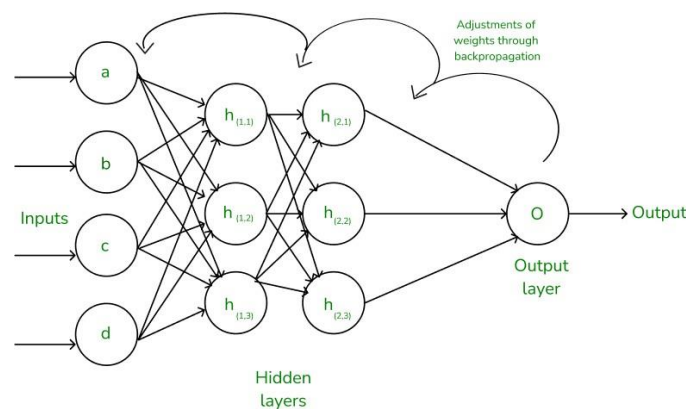 Adjustments of
weights through
backpropagation
a
h (1,1)
h (2,1)
b
Inputs
h (1,2)
h (2,2)
O
Output
c
Output
layer
h (1,3)
h (2,3)
d
Hidden
layers